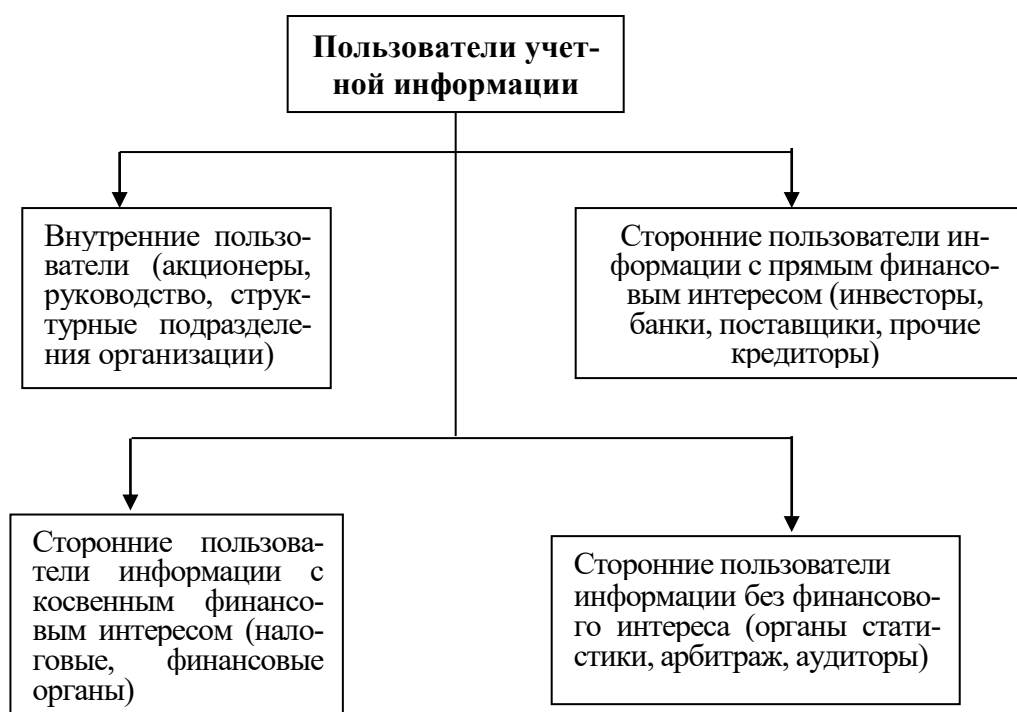 Пользователи учет-
ной информации
Внутренние пользо-
ватели (акционеры,
руководство, струк-
турные подразделе-
ния организации)
Сторонние пользователи ин-
формации с прямым финансо-
вым интересом (инвесторы,
банки, поставщики, прочие
кредиторы)
Сторонние пользова-
тели информации с
косвенным финансо-
вым интересом (нало-
говые, финансовые
органы)
Сторонние пользователи
информации без финансово-
го интереса (органы стати-
стики, арбитраж, аудиторы)